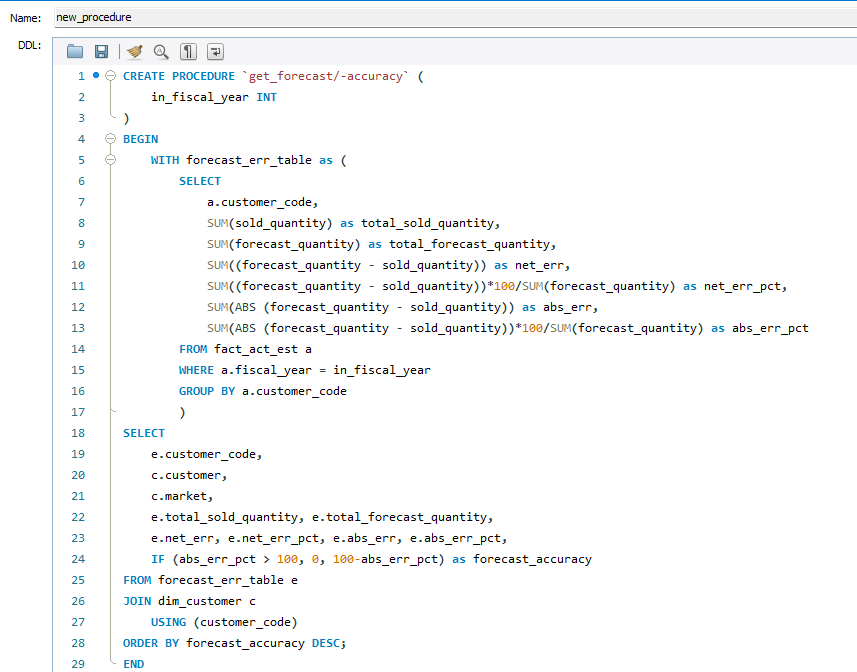 Name: new_procedure
DDL:
1 CREATE PROCEDURE `get_forecast/-accuracy` (
2 in_fiscal_year INT
3 )
4 BEGIN
5 WITH forecast_err_table as (
6 SELECT
7 a.customer_code,
8 SUM(sold_quantity) as total_sold_quantity,
9 SUM(forecast_quantity) as total_forecast_quantity,
10 SUM((forecast_quantity - sold_quantity)) as net_err,
11 SUM((forecast_quantity - sold_quantity))*100/SUM(forecast_quantity) as net_err_pct,
12 SUM(ABS (forecast_quantity - sold_quantity)) as abs_err,
13 SUM(ABS (forecast_quantity - sold_quantity))*100/SUM(forecast_quantity) as abs_err_pct
14 FROM fact_act_est a
15 WHERE a.fiscal_year = in_fiscal_year
16 GROUP BY a.customer_code
17 )
18 SELECT
19 e.customer_code,
20 c.customer,
21 c.market,
22 e.total_sold_quantity, e.total_forecast_quantity,
23 e.net_err, e.net_err_pct, e.abs_err, e.abs_err_pct,
24 IF (abs_err_pct > 100, 0, 100-abs_err_pct) as forecast_accuracy
25 FROM forecast_err_table e
26 JOIN dim_customer c
27 USING (customer_code)
28 ORDER BY forecast_accuracy DESC;
29 END